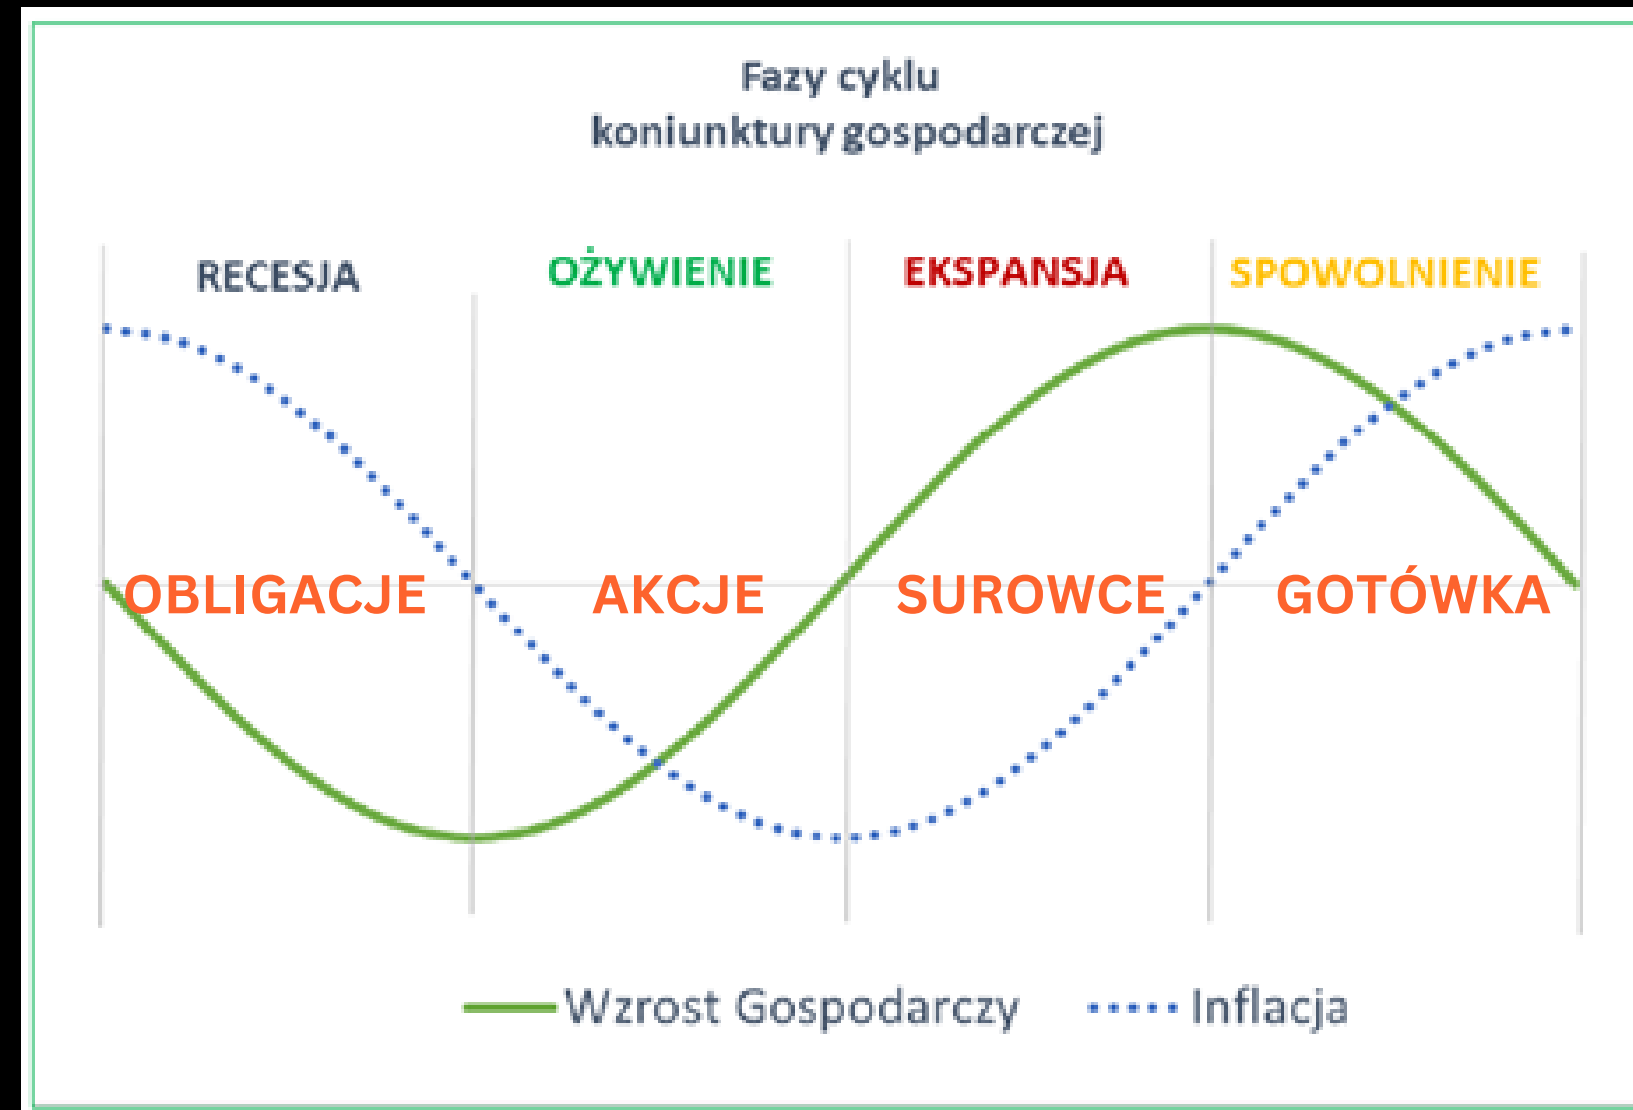 Fazy cyklu
koniunktury gospodarczej
RECESJA OŻYWIENIE EKSPANSJA SPOWOLNIENIE
OBLIGACJE AKCJE SUROWCE GOTÓWKA
Wzrost Gospodarczy Inflacja